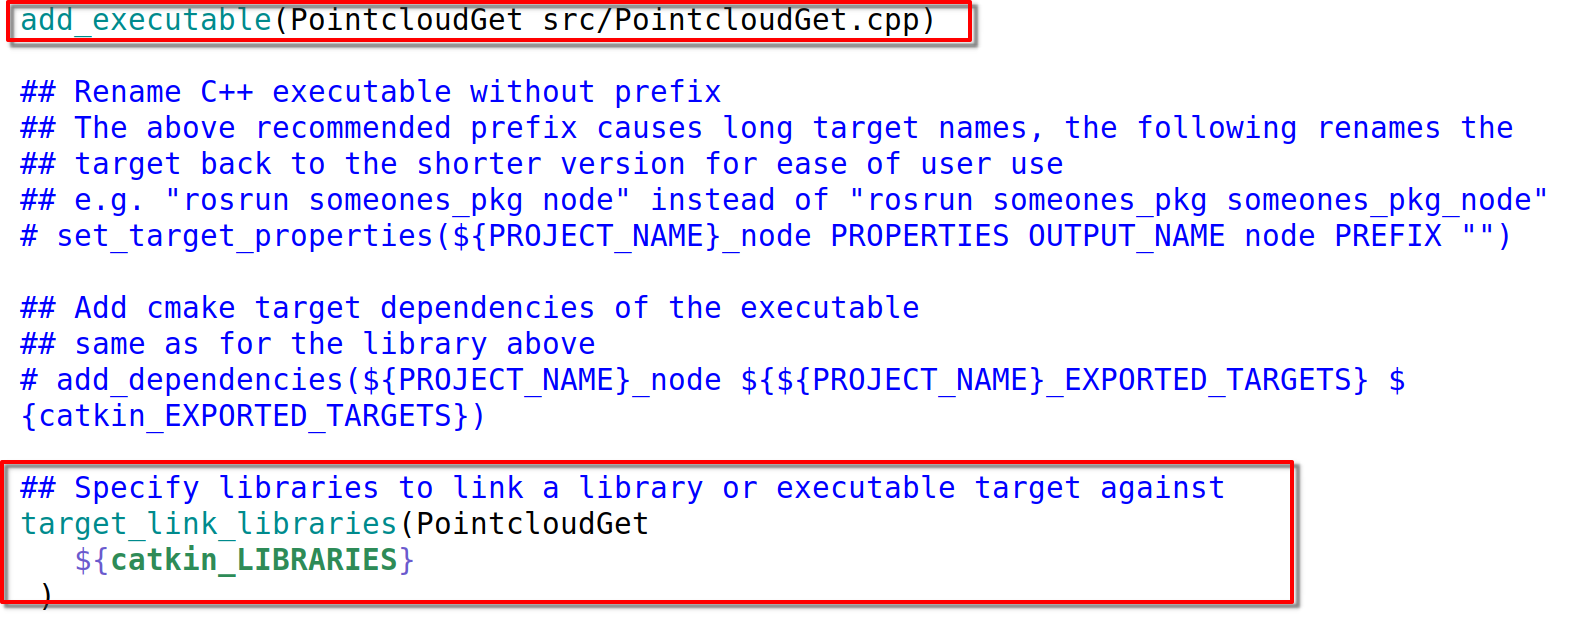 add_executable(PointcloudGet src/PointcloudGet.cpp)
## Rename C++ executable without prefix
## The above recommended prefix causes long target names, the following renames the
## target back to the shorter version for ease of user use
## e.g. "rosrun someones_pkg node" instead of "rosrun someones_pkg someones_pkg_node"
# set_target_properties(${PROJECT_NAME}_node PROPERTIES OUTPUT_NAME node PREFIX "")
## Add cmake target dependencies of the executable
## same as for the library above
# add_dependencies(${PROJECT_NAME}_node ${${PROJECT_NAME}_EXPORTED_TARGETS} $
{catkin_EXPORTED_TARGETS})
## Specify libraries to link a library or executable target against
target_link_libraries(PointcloudGet
${catkin_LIBRARIES}
)